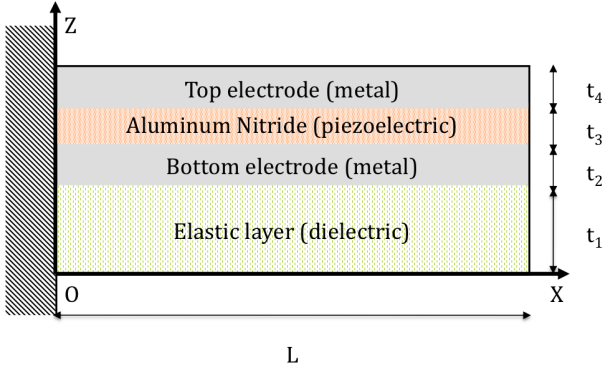 Z
Top electrode (metal)
t4
Aluminum Nitride (piezoelectric)
t3
Bottom electrode (metal)
t2
Elastic layer (dielectric)
t1
O
X
L